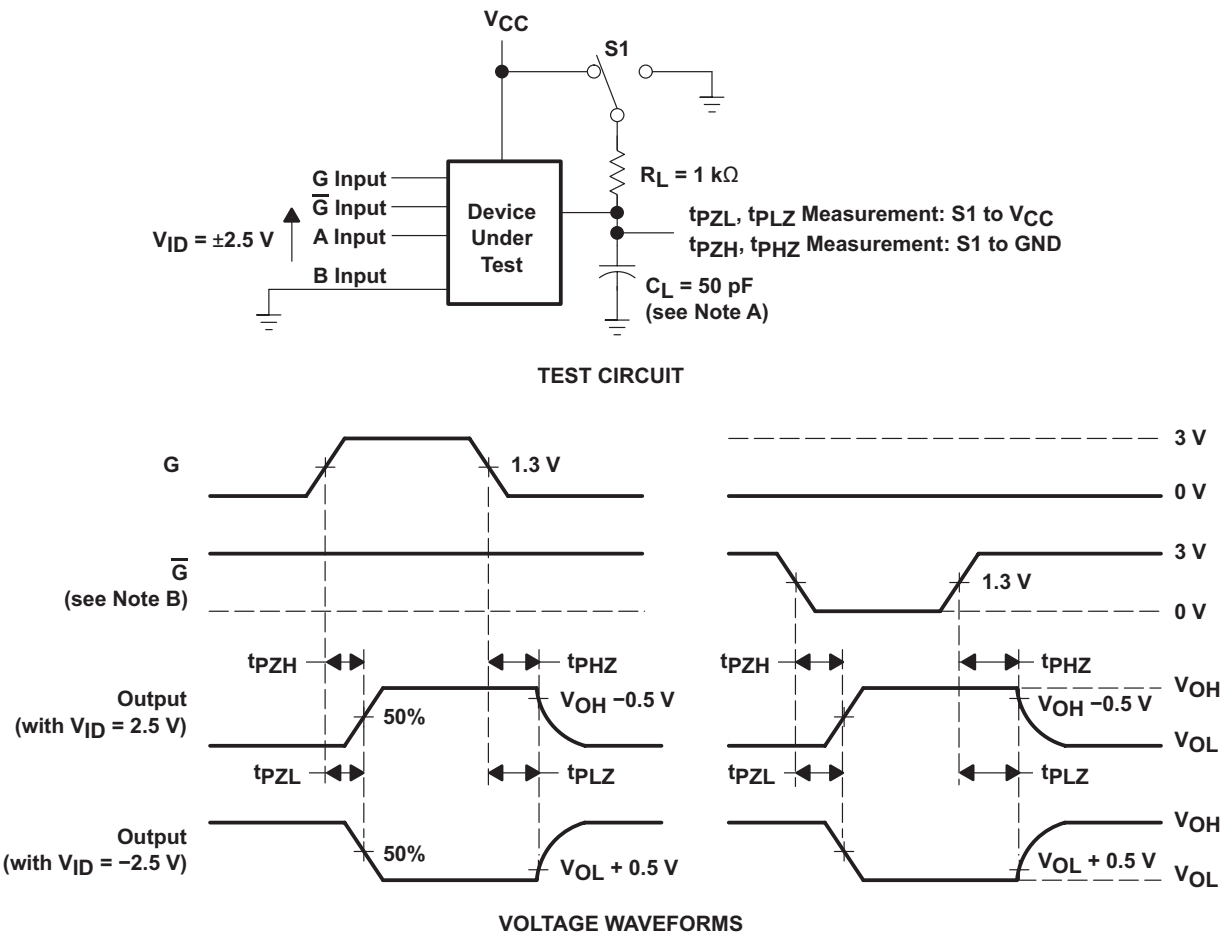 VCC
S1
G Input
G̅ Input
A Input
B Input
VID = ±2.5 V
Device
Under
Test
RL = 1 kΩ
tPZL, tPLZ Measurement: S1 to VCC
tPZH, tPHZ Measurement: S1 to GND
CL = 50 pF
(see Note A)
TEST CIRCUIT
G
1.3 V
3 V
0 V
G̅
(see Note B)
1.3 V
3 V
0 V
tPZH
tPHZ
tPZH
tPHZ
Output
(with VID = 2.5 V)
50%
VOH −0.5 V
VOH −0.5 V
VOH
VOL
tPZL
tPLZ
tPZL
tPLZ
Output
(with VID = −2.5 V)
50%
VOL + 0.5 V
VOL + 0.5 V
VOH
VOL
VOLTAGE WAVEFORMS